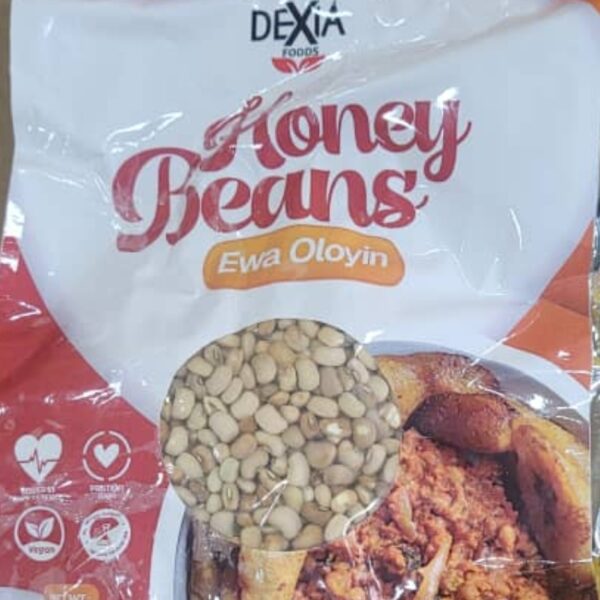 DEXIA
FOODS
Honey
Beans
Ewa Oloyin
vegan